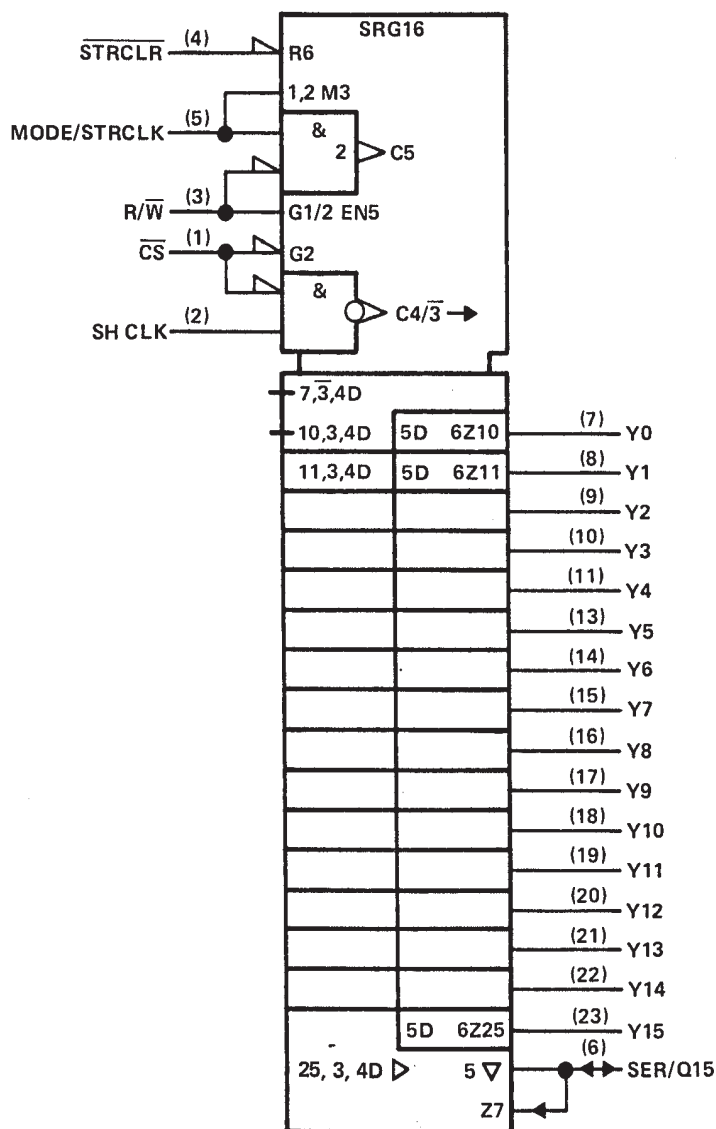 SRG16
(4)
S̅T̅R̅C̅L̅R̅ R6
1,2 M3
(5)
MODE/STRCLK &
2 C5
(3)
R/W̅ G1/2 EN5
(1)
C̅S̅ G2
&
(2) C4/3̅
SH CLK
7,3̅,4D
10,3,4D 5D 6Z10 (7) Y0
11,3,4D 5D 6Z11 (8) Y1
(9) Y2
(10) Y3
(11) Y4
(13) Y5
(14) Y6
(15) Y7
(16) Y8
(17) Y9
(18) Y10
(19) Y11
(20) Y12
(21) Y13
(22) Y14
5D 6Z25 (23) Y15
25, 3, 4D 5 (6) SER/Q15
Z7